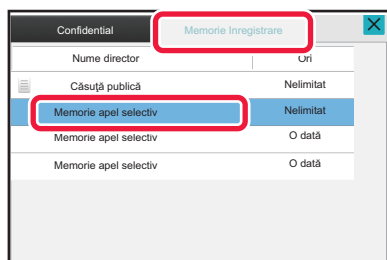 Confidential Memorie Inregistrare
Nume director Ori
Căsuţă publică Nelimitat
Memorie apel selectiv Nelimitat
Memorie apel selectiv O dată
Memorie apel selectiv O dată